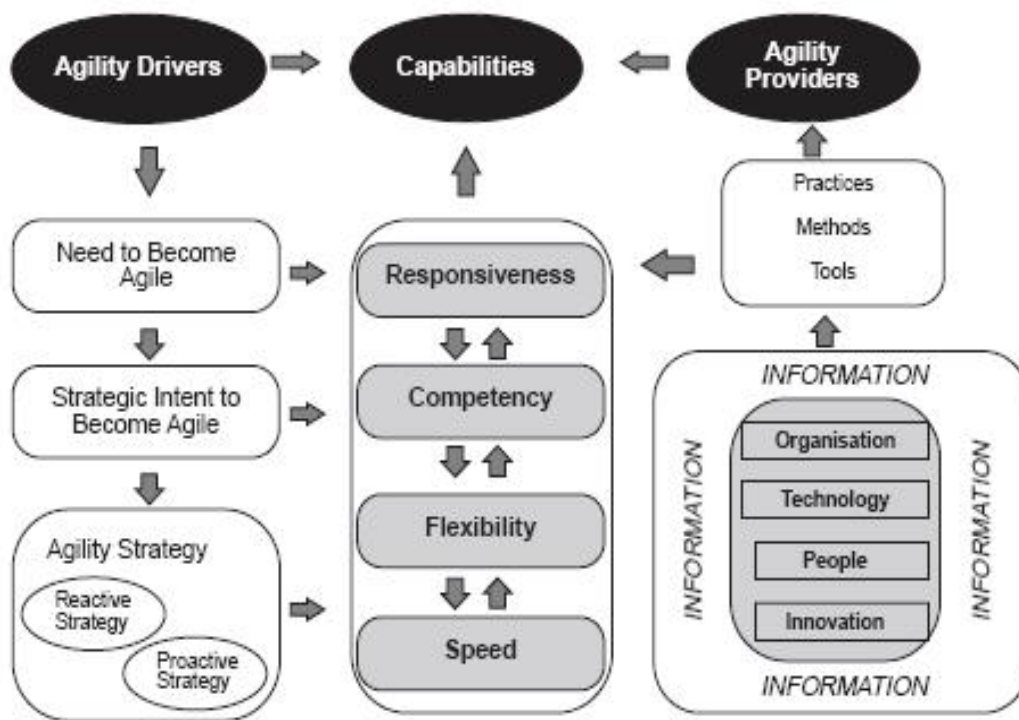 Agility Drivers
Capabilities
Agility
Providers
Need to Become
Agile
Strategic Intent to
Become Agile
Agility Strategy
Reactive
Strategy
Proactive
Strategy
Responsiveness
Competency
Flexibility
Speed
Practices
Methods
Tools
INFORMATION
INFORMATION
Organisation
Technology
People
Innovation
INFORMATION
INFORMATION